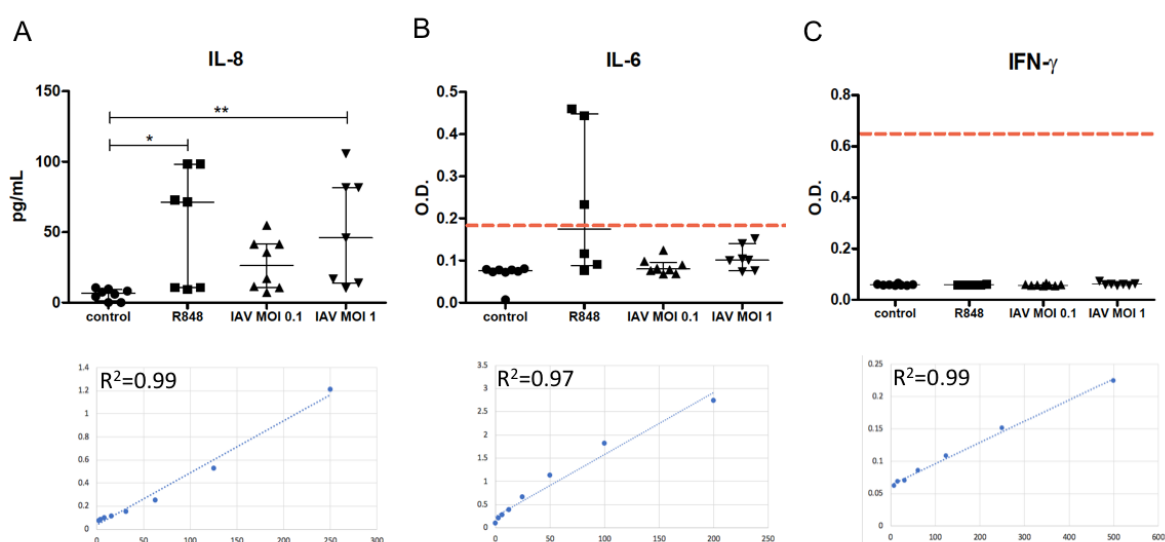 A
IL-8
pg/mL
150
100
50
0
*
**
control R848 IAV MOI 0.1 IAV MOI 1
B
IL-6
O.D.
0.5
0.4
0.3
0.2
0.1
0.0
control R848 IAV MOI 0.1 IAV MOI 1
C
IFN-γ
O.D.
0.8
0.6
0.4
0.2
0.0
control R848 IAV MOI 0.1 IAV MOI 1
R²=0.99
1.4
1.2
1
0.8
0.6
0.4
0.2
0
0 50 100 150 200 250 300
R²=0.97
3.5
3
2.5
2
1.5
1
0.5
0
0 50 100 150 200 250
R²=0.99
0.25
0.2
0.15
0.1
0.05
0
0 100 200 300 400 500 600